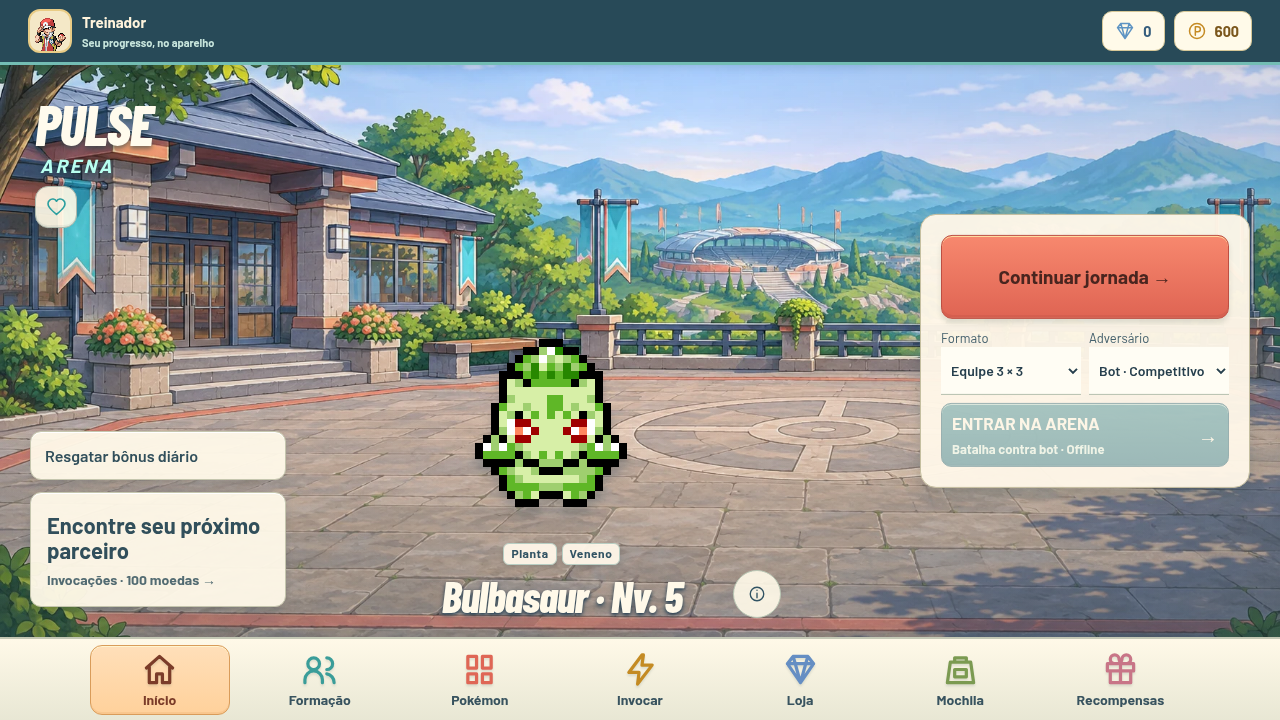 Treinador
Seu progresso, no aparelho
0
600
PULSE
ARENA
Continuar jornada →
Formato
Adversário
Equipe 3 × 3
Bot · Competitivo
ENTRAR NA ARENA
Batalha contra bot · Offline
→
Resgatar bônus diário
Encontre seu próximo
parceiro
Invocações · 100 moedas →
Planta
Veneno
Bulbasaur · Nv. 5
Início
Formação
Pokémon
Invocar
Loja
Mochila
Recompensas